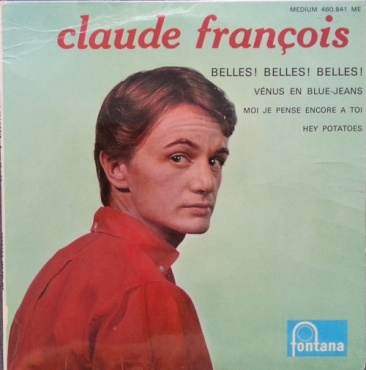 MEDIUM 460.841 ME
claude françois
BELLES! BELLES! BELLES!
VÉNUS EN BLUE-JEANS
MOI JE PENSE ENCORE A TOI
HEY POTATOES
fontana